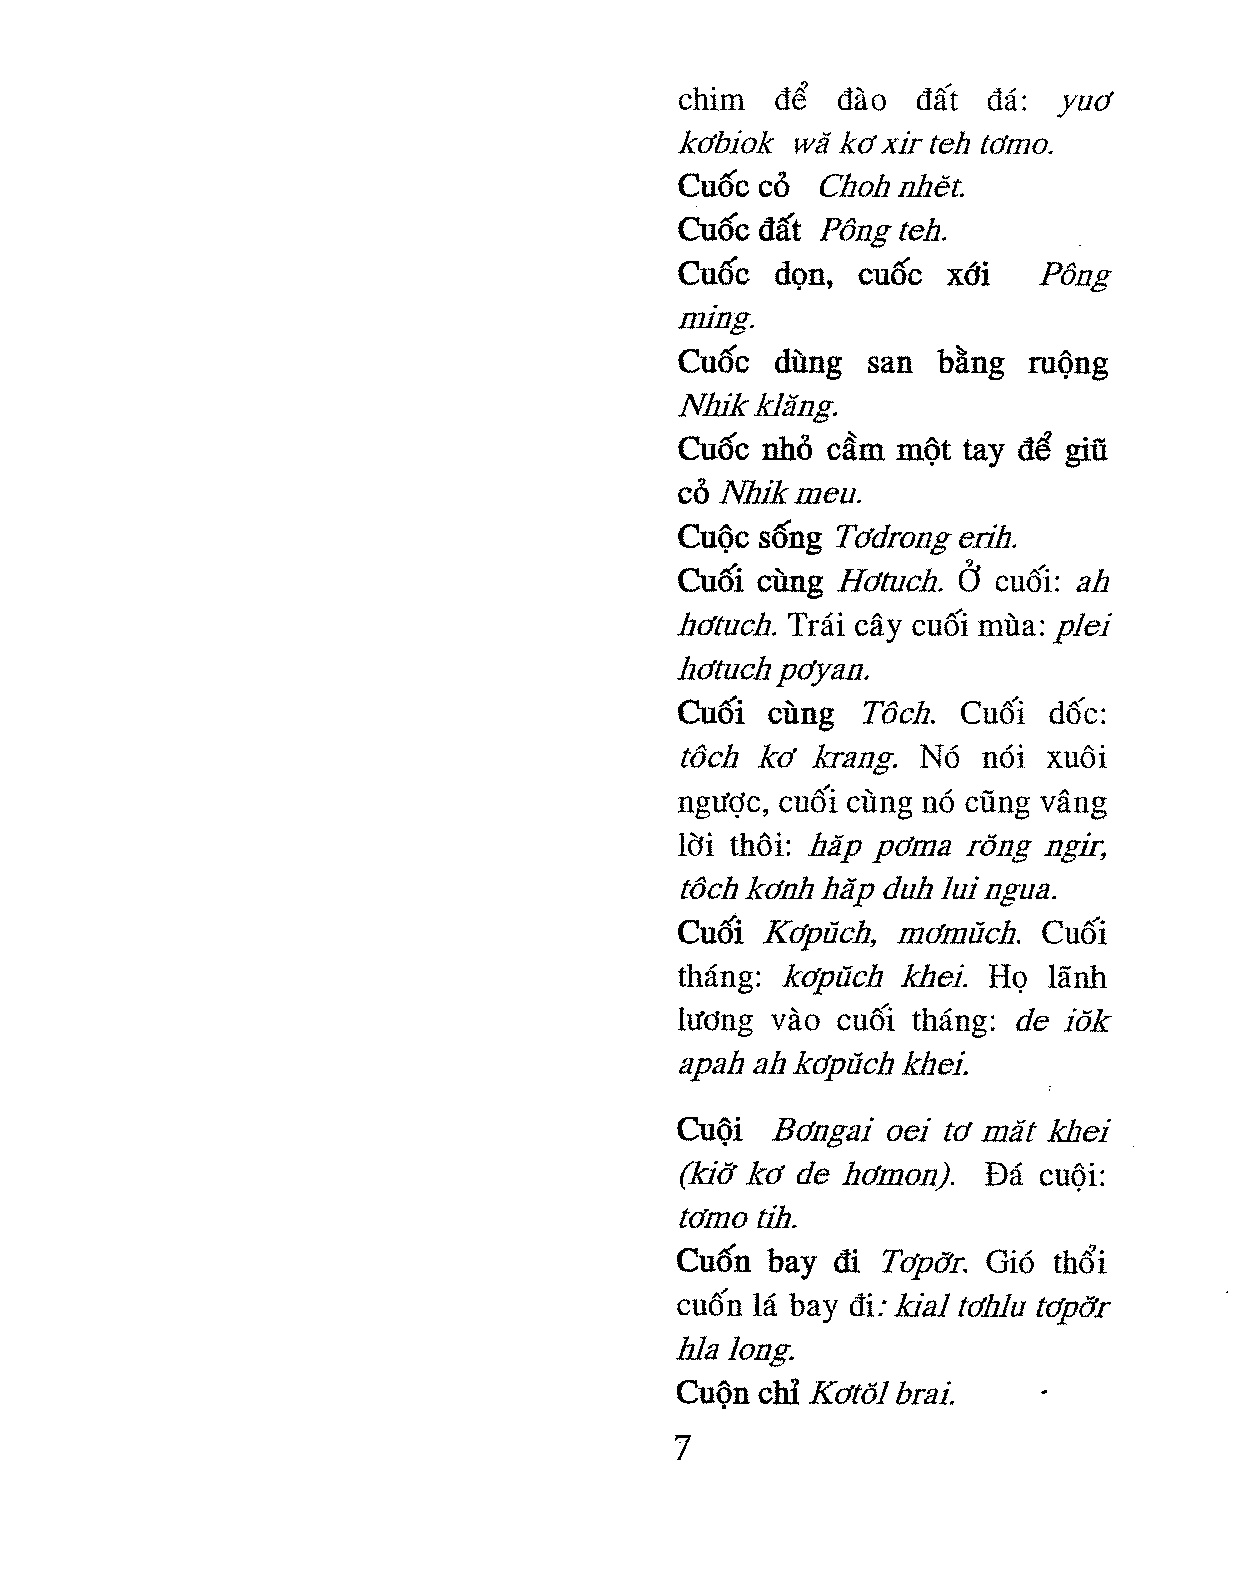 chim để đào đất đá: yuơ
kơbiok wă kơ xir teh tơmo.
Cuốc cỏ Choh nhĕt.
Cuốc đất Pông teh.
Cuốc dọn, cuốc xới Pông
ming.
Cuốc dùng san bằng ruộng
Nhik klăng.
Cuốc nhỏ cầm một tay để giũ
cỏ Nhik meu.
Cuộc sống Tơdrong erih.
Cuối cùng Hơtuch. Ở cuối: ah
hơtuch. Trái cây cuối mùa: plei
hơtuch pơyan.
Cuối cùng Tôch. Cuối dốc:
tôch kơ krang. Nó nói xuôi
ngược, cuối cùng nó cũng vâng
lời thôi: hăp pơma rŏng ngir,
tôch kơnh hăp duh lui ngua.
Cuối Kơpŭch, mơmŭch. Cuối
tháng: kơpŭch khei. Họ lãnh
lương vào cuối tháng: de iŏk
apah ah kơpŭch khei.
Cuội Bơngai oei tơ măt khei
(kiơ̆ kơ de hơmon). Đá cuội:
tơmo tih.
Cuốn bay đi Tơpơ̆r. Gió thổi
cuốn lá bay đi: kial tơhlu tơpơ̆r
hla long.
Cuộn chỉ Kơtŏl brai.
7